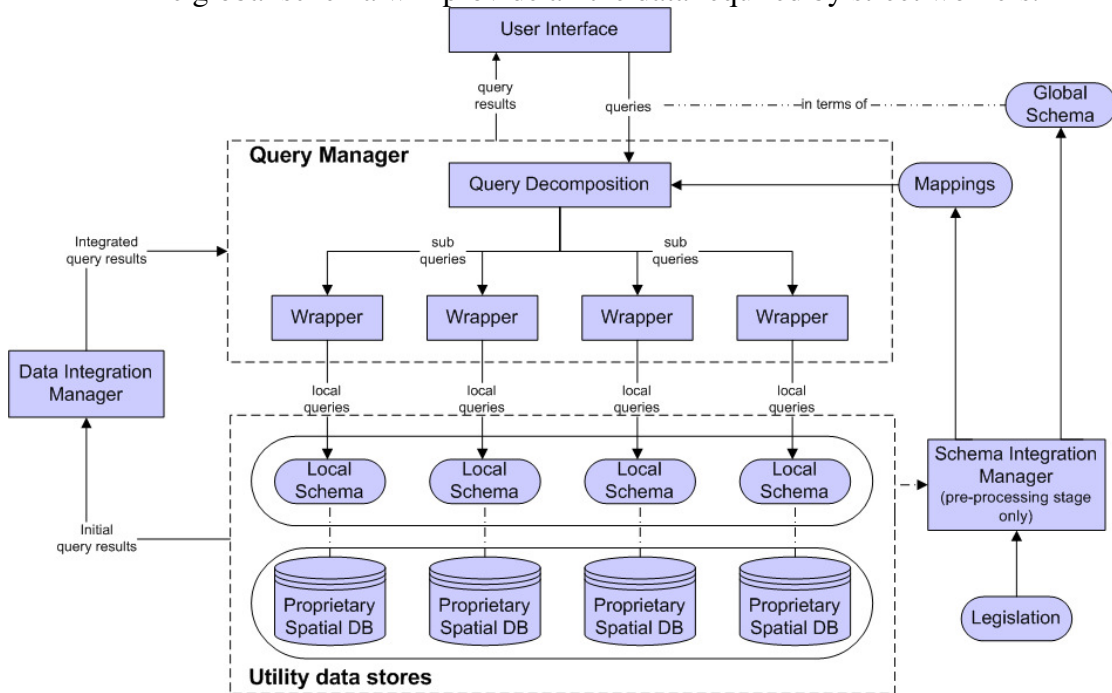 User Interface
query
results
queries
in terms of
Global
Schema
Query Manager
Query Decomposition
Mappings
Integrated
query results
sub
queries
sub
queries
Wrapper
Wrapper
Wrapper
Wrapper
Data Integration
Manager
local
queries
local
queries
local
queries
local
queries
Local
Schema
Local
Schema
Local
Schema
Local
Schema
Schema Integration
Manager
(pre-processing stage
only)
Initial
query results
Proprietary
Spatial DB
Proprietary
Spatial DB
Proprietary
Spatial DB
Proprietary
Spatial DB
Legislation
Utility data stores